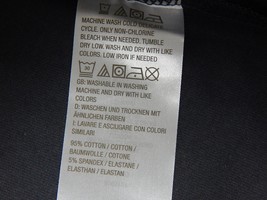 MACHINE WASH COLD DELICATE
CYCLE. ONLY NON-CHLORINE
BLEACH WHEN NEEDED. TUMBLE
DRY LOW. WASH AND DRY WITH LIKE
COLORS. LOW IRON IF NEEDED
30
GB: WASHABLE IN WASHING
MACHINE AND DRY WITH LIKE
COLORS
D: WASCHEN UND TROCKNEN MIT
ÄHNLICHEN FARBEN
I: LAVARE E ASCIUGARE CON COLORI
SIMILARI
95% COTTON / COTTON /
BAUMWOLLE / COTONE
5% SPANDEX / ELASTANE /
ELASTHAN / ELASTAN